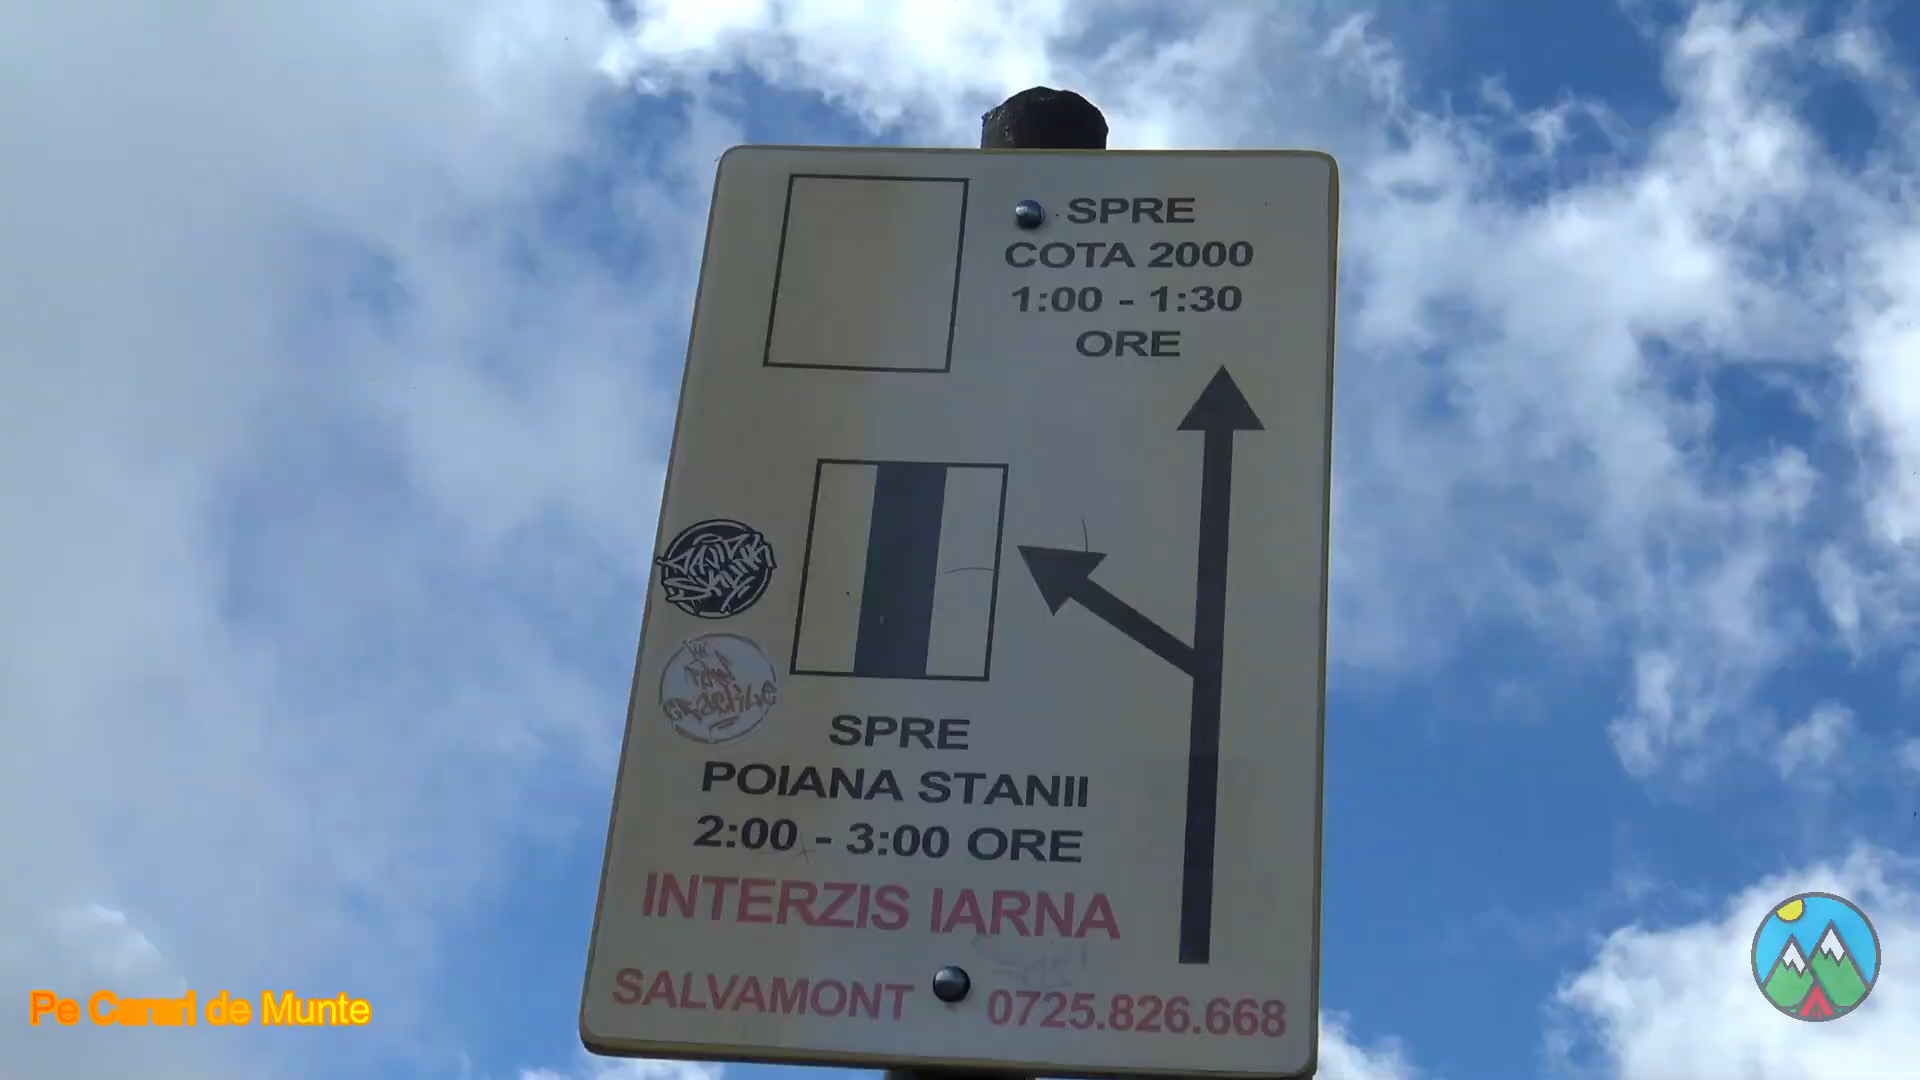 SPRE
COTA 2000
1:00 - 1:30
ORE
SPRE
POIANA STANII
2:00 - 3:00 ORE
INTERZIS IARNA
SALVAMONT 0725.826.668
Pe Carari de Munte